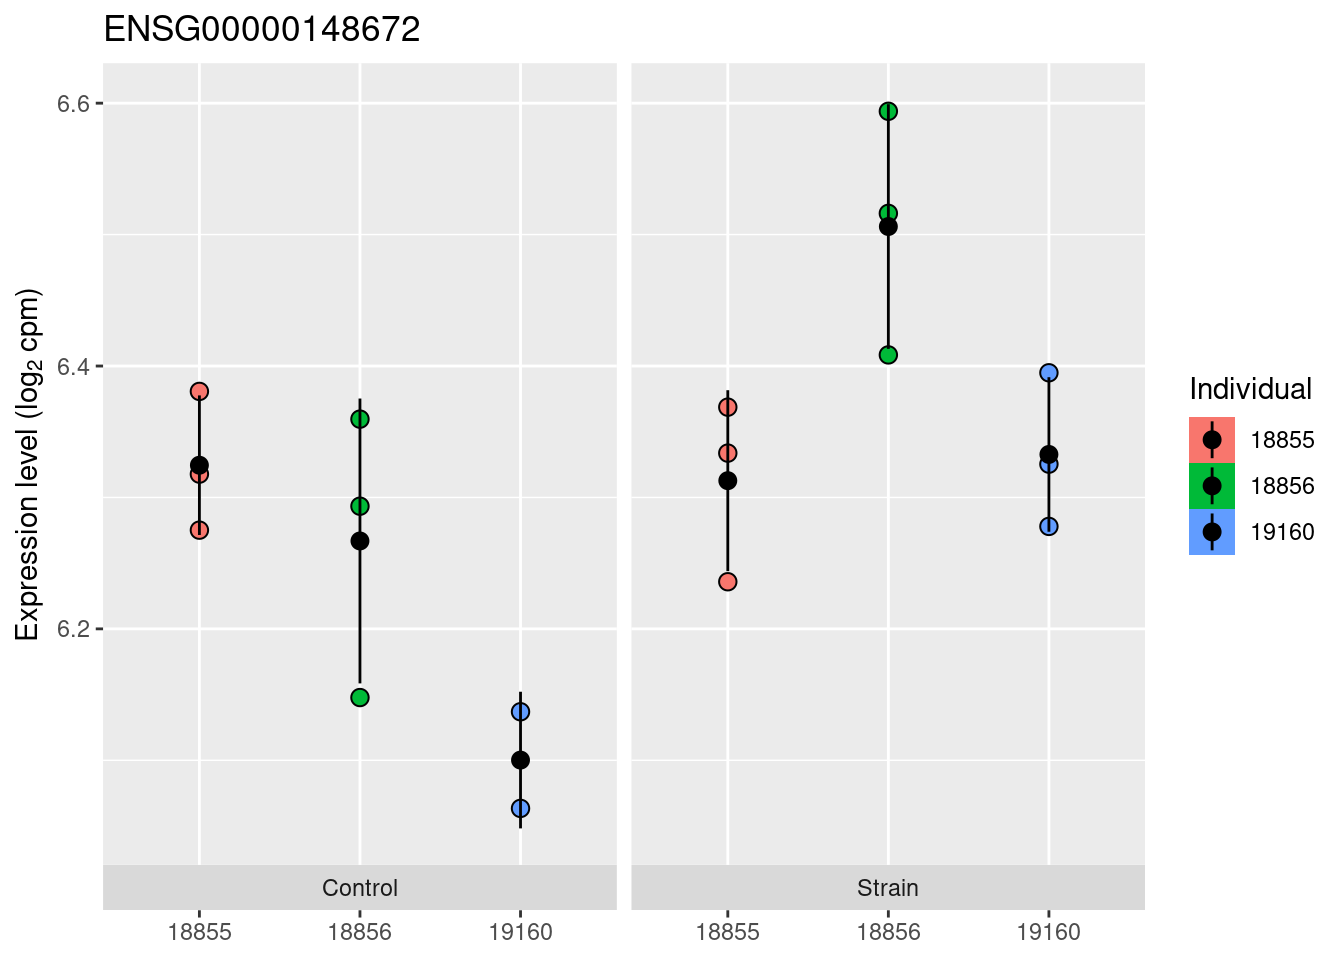 ENSG00000148672
Expression level (log₂ cpm)
6.6
6.4
6.2
Control
Strain
18855
18856
19160
18855
18856
19160
Individual
18855
18856
19160